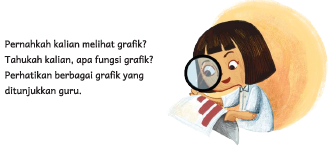 Pernahkah kalian melihat grafik?
Tahukah kalian, apa fungsi grafik?
Perhatikan berbagai grafik yang
ditunjukkan guru.